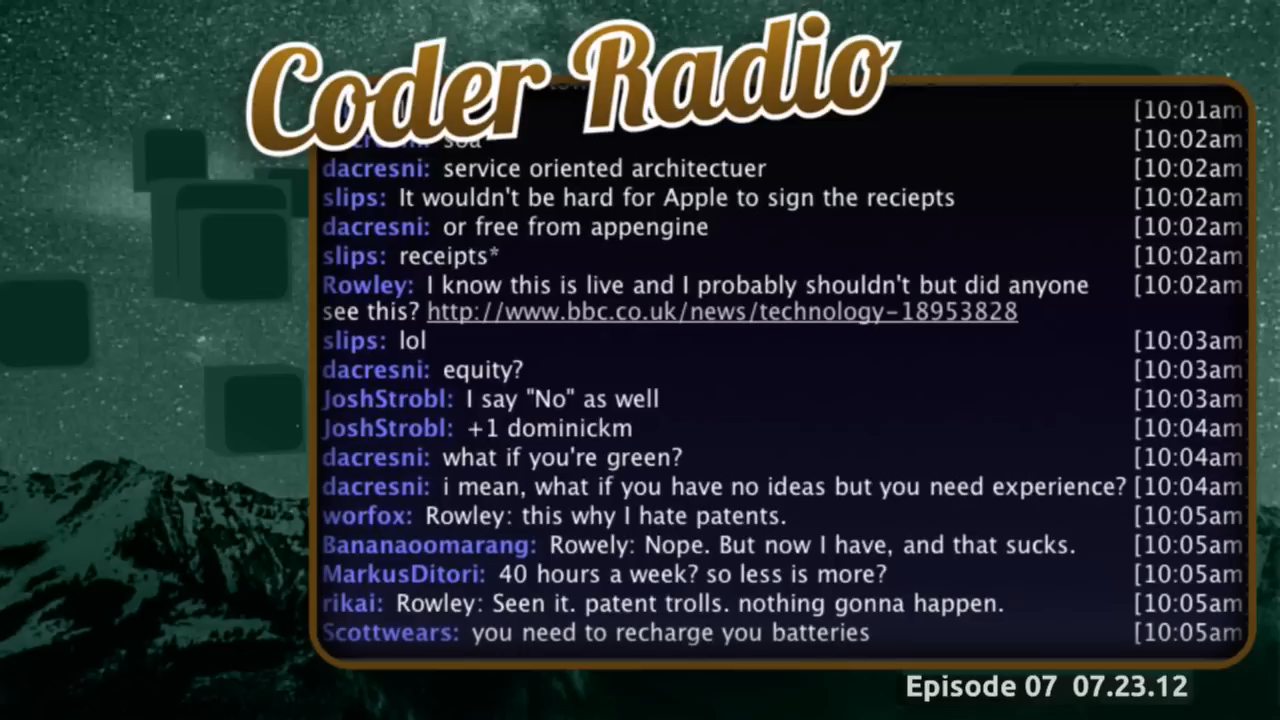 Coder Radio
[10:01am
soa [10:02am
dacresni: service oriented architectuer [10:02am
slips: It wouldn't be hard for Apple to sign the reciepts [10:02am
dacresni: or free from appengine [10:02am
slips: receipts* [10:02am
Rowley: I know this is live and I probably shouldn't but did anyone [10:02am
see this? http://www.bbc.co.uk/news/technology-18953828
slips: lol [10:03am
dacresni: equity? [10:03am
JoshStrobl: I say "No" as well [10:03am
JoshStrobl: +1 dominickm [10:04am
dacresni: what if you're green? [10:04am
dacresni: i mean, what if you have no ideas but you need experience? [10:04am
worfox: Rowley: this why I hate patents. [10:05am
Bananaoomarang: Rowely: Nope. But now I have, and that sucks. [10:05am
MarkusDitori: 40 hours a week? so less is more? [10:05am
rikai: Rowley: Seen it. patent trolls. nothing gonna happen. [10:05am
Scottwears: you need to recharge you batteries [10:05am
Episode 07 07.23.12